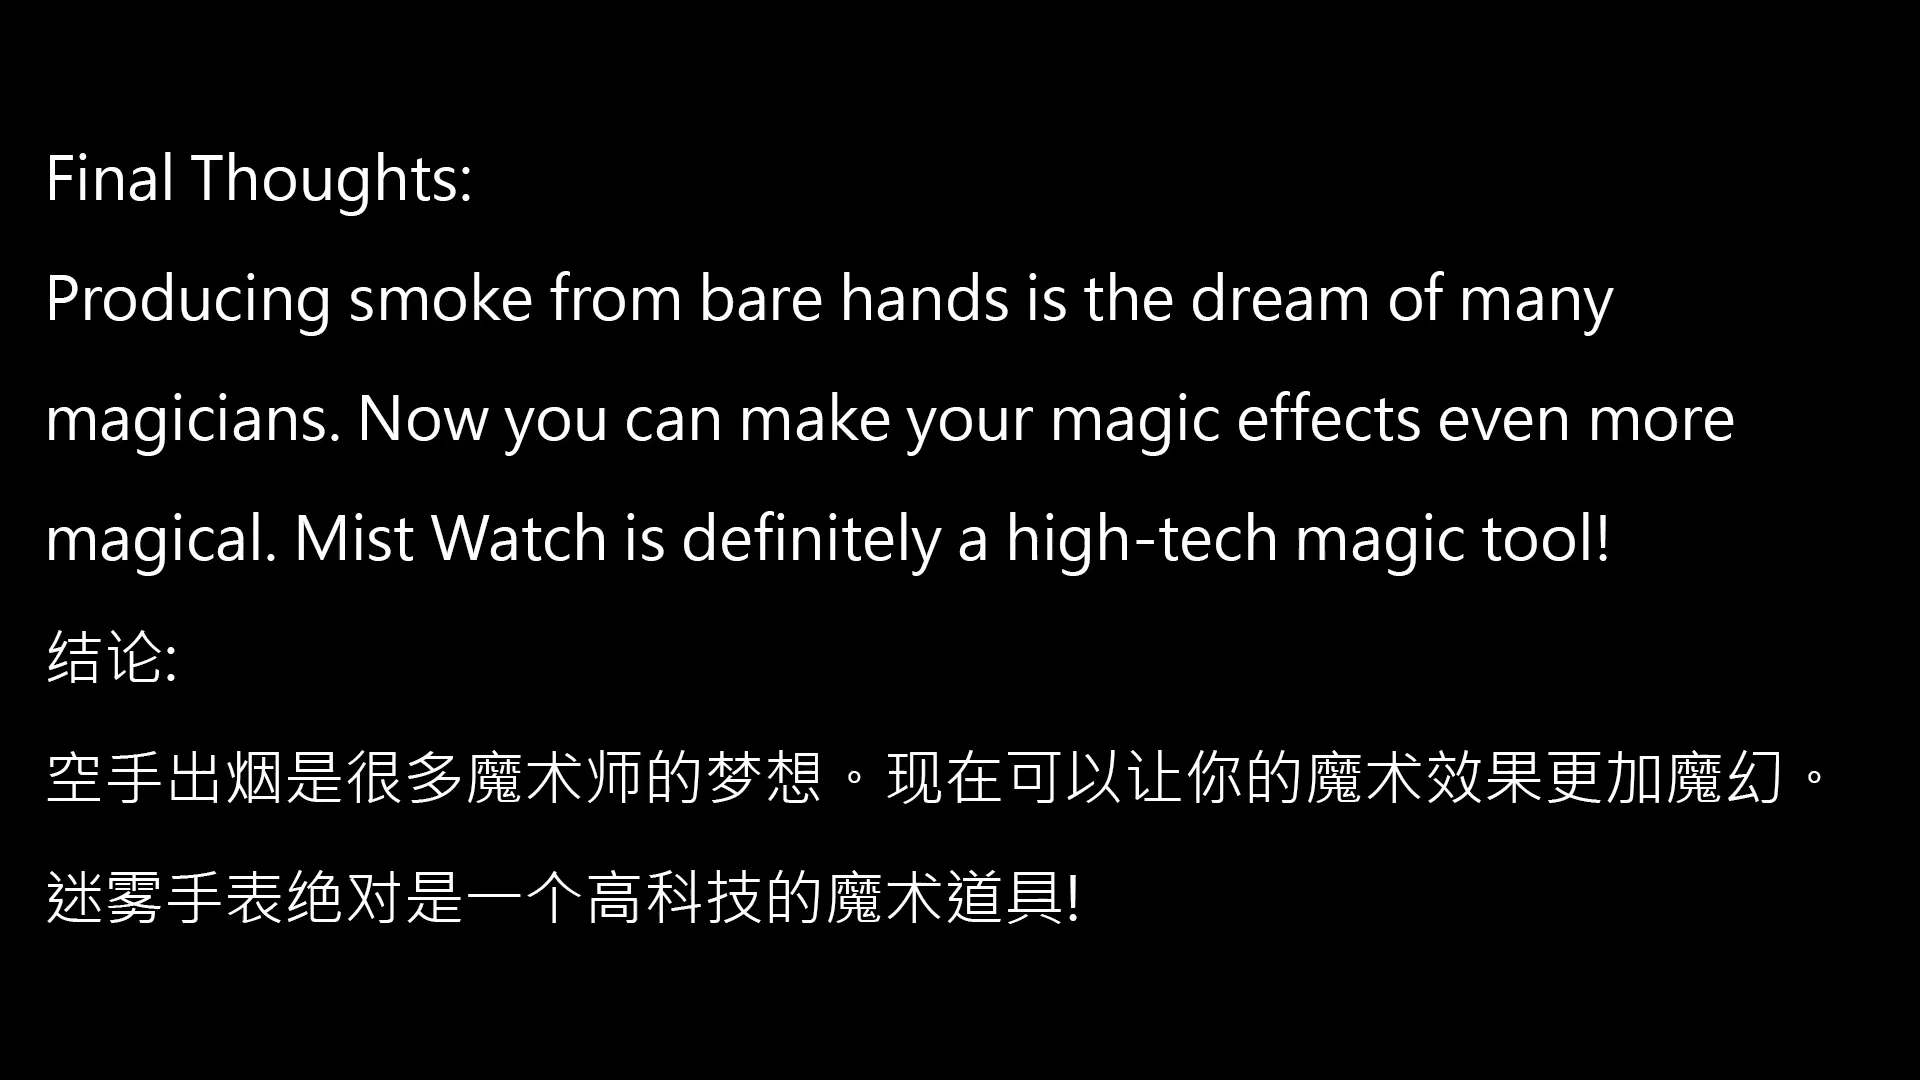 Final Thoughts:
Producing smoke from bare hands is the dream of many
magicians. Now you can make your magic effects even more
magical. Mist Watch is definitely a high-tech magic tool!
结论:
空手出烟是很多魔术师的梦想。现在可以让你的魔术效果更加魔幻。
迷雾手表绝对是一个高科技的魔术道具!